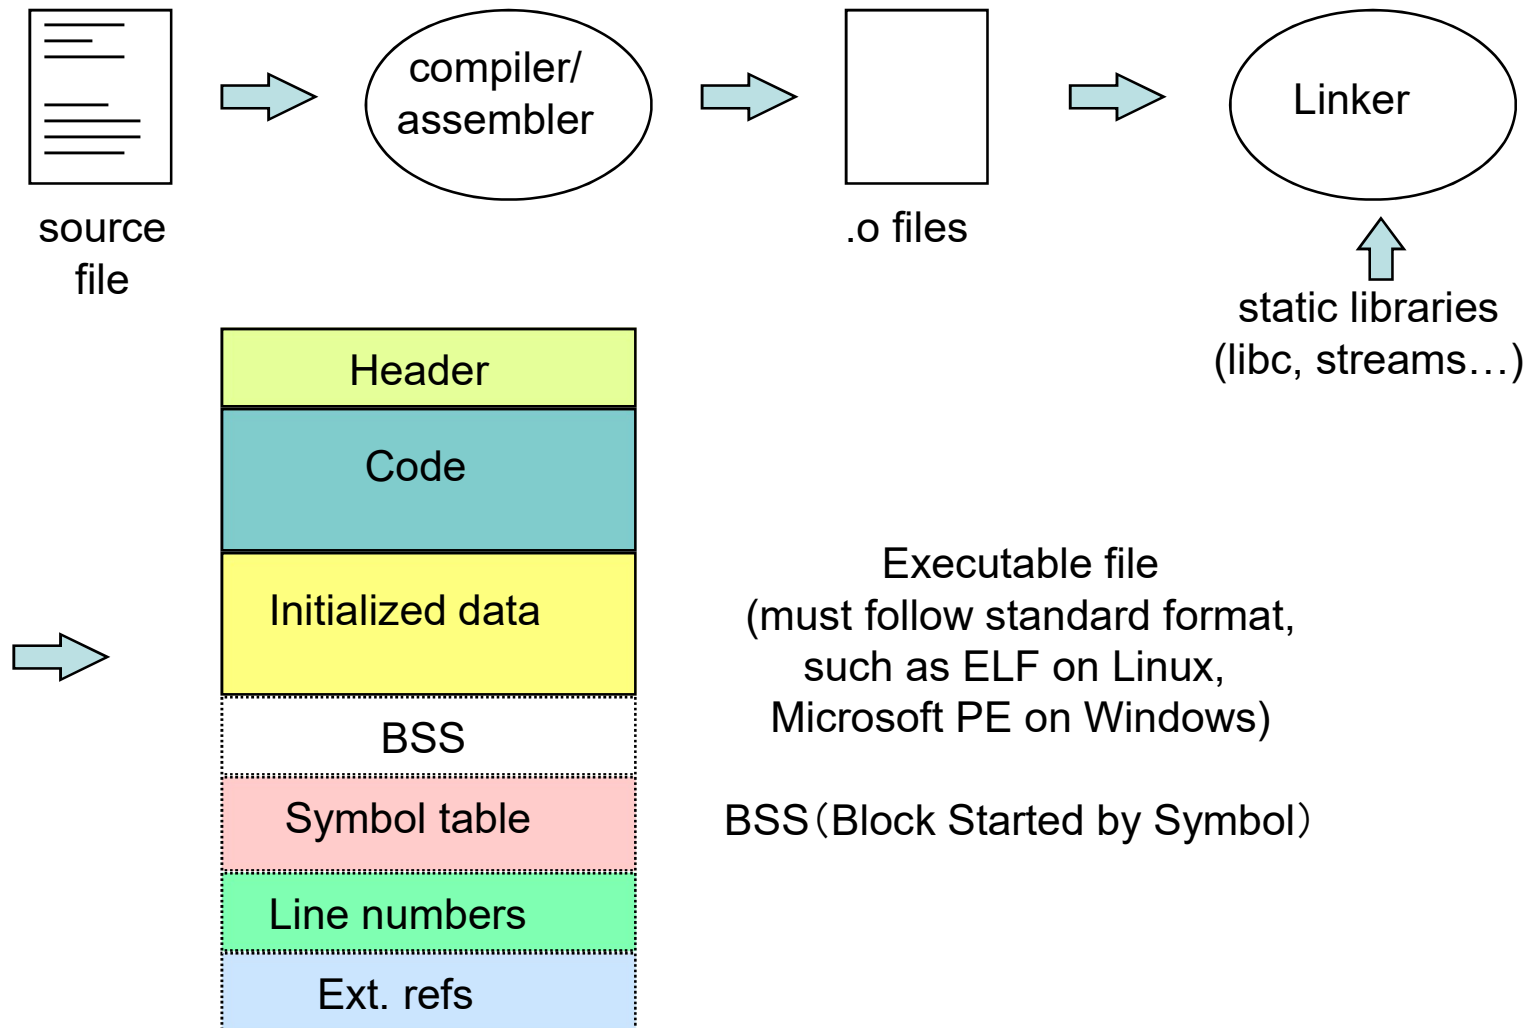 compiler/
assembler
Linker
source
file
.o files
static libraries
(libc, streams…)
Header
Code
Initialized data
BSS
Symbol table
Line numbers
Ext. refs
Executable file
(must follow standard format,
such as ELF on Linux,
Microsoft PE on Windows)
BSS（Block Started by Symbol）